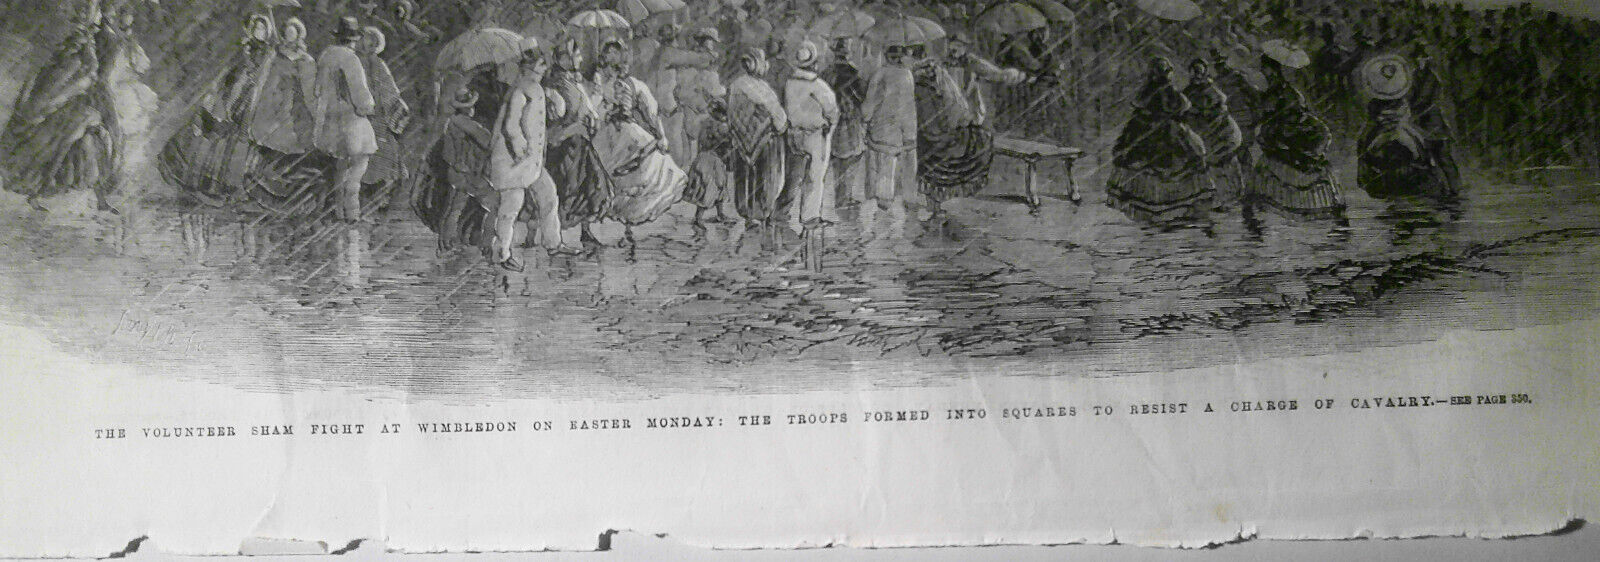 THE VOLUNTEER SHAM FIGHT AT WIMBLEDON ON EASTER MONDAY: THE TROOPS FORMED INTO SQUARES TO RESIST A CHARGE OF CAVALRY.—SEE PAGE 350.